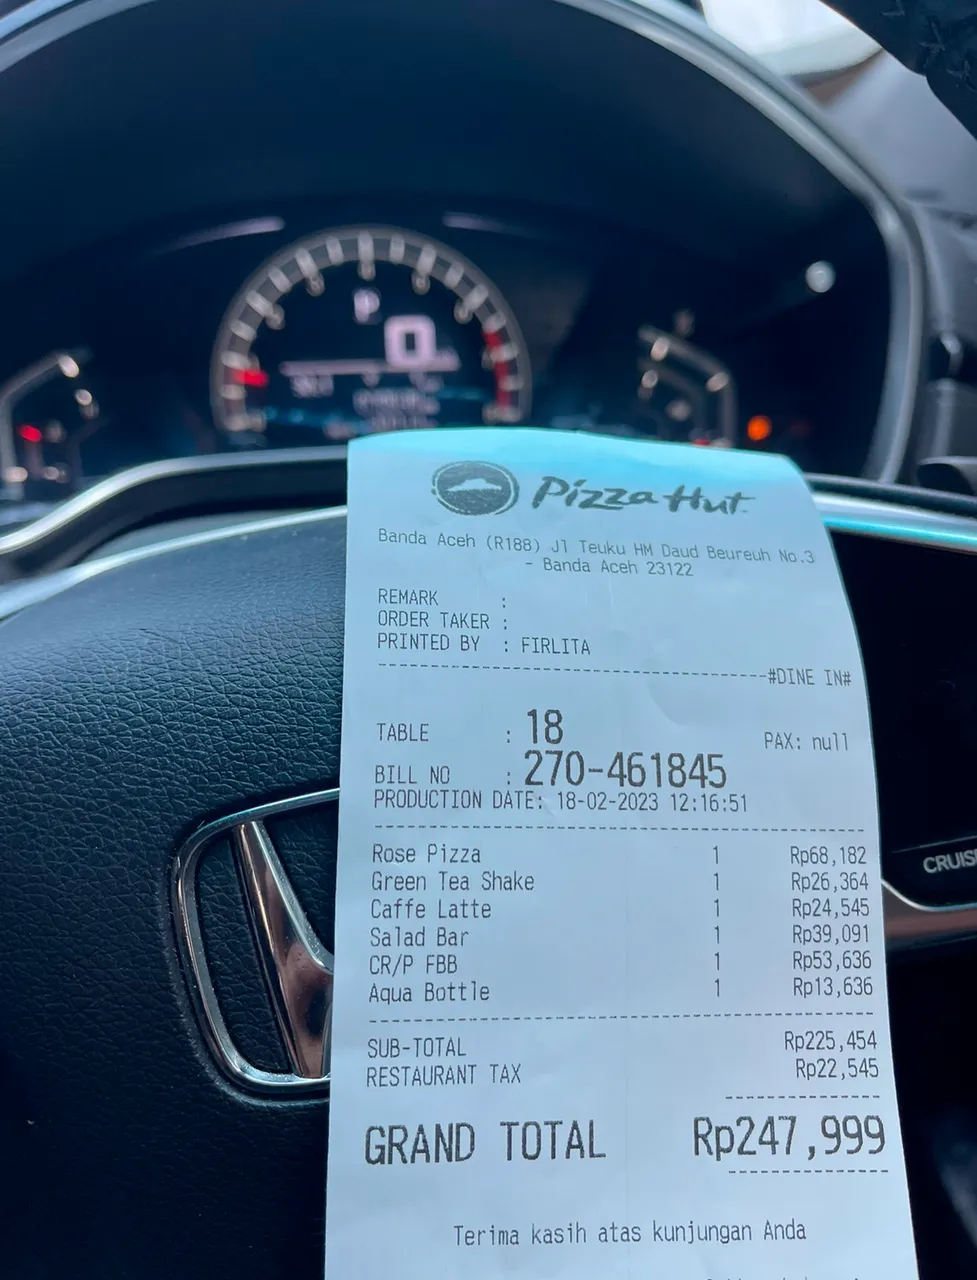 P
0
Pizza Hut
Banda Aceh (R188) Jl Teuku HM Daud Beureuh No.3
- Banda Aceh 23122
REMARK :
ORDER TAKER :
PRINTED BY : FIRLITA
#DINE IN#
TABLE : 18 PAX: null
BILL NO : 270-461845
PRODUCTION DATE: 18-02-2023 12:16:51
Rose Pizza 1 Rp68,182
Green Tea Shake 1 Rp26,364
Caffe Latte 1 Rp24,545
Salad Bar 1 Rp39,091
CR/P FBB 1 Rp53,636
Aqua Bottle 1 Rp13,636
SUB-TOTAL Rp225,454
RESTAURANT TAX Rp22,545
GRAND TOTAL Rp247,999
Terima kasih atas kunjungan Anda
CRUIS